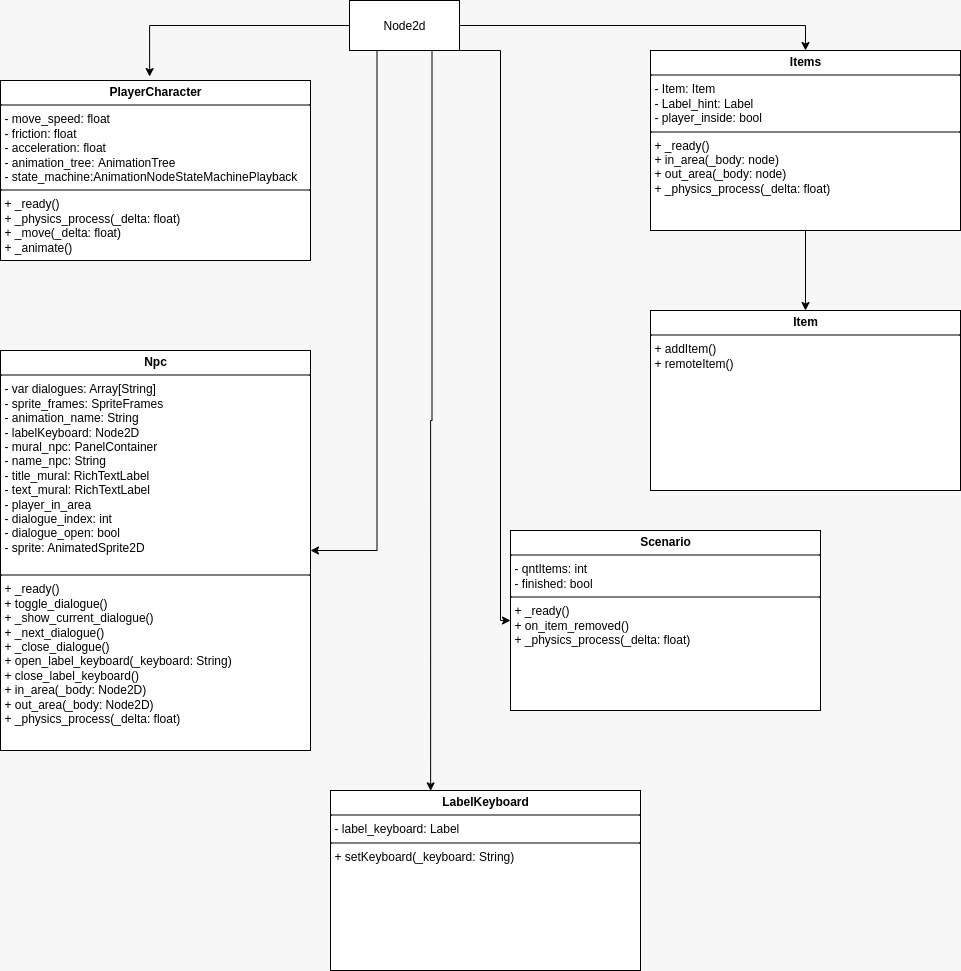 Node2d
PlayerCharacter
- move_speed: float
- friction: float
- acceleration: float
- animation_tree: AnimationTree
- state_machine:AnimationNodeStateMachinePlayback
+ _ready()
+ _physics_process(_delta: float)
+ _move(_delta: float)
+ _animate()
Items
- Item: Item
- Label_hint: Label
- player_inside: bool
+ _ready()
+ in_area(_body: node)
+ out_area(_body: node)
+ _physics_process(_delta: float)
Item
+ addItem()
+ remoteItem()
Npc
- var dialogues: Array[String]
- sprite_frames: SpriteFrames
- animation_name: String
- labelKeyboard: Node2D
- mural_npc: PanelContainer
- name_npc: String
- title_mural: RichTextLabel
- text_mural: RichTextLabel
- player_in_area
- dialogue_index: int
- dialogue_open: bool
- sprite: AnimatedSprite2D
+ _ready()
+ toggle_dialogue()
+ _show_current_dialogue()
+ _next_dialogue()
+ _close_dialogue()
+ open_label_keyboard(_keyboard: String)
+ close_label_keyboard()
+ in_area(_body: Node2D)
+ out_area(_body: Node2D)
+ _physics_process(_delta: float)
Scenario
- qntItems: int
- finished: bool
+ _ready()
+ on_item_removed()
+ _physics_process(_delta: float)
LabelKeyboard
- label_keyboard: Label
+ setKeyboard(_keyboard: String)